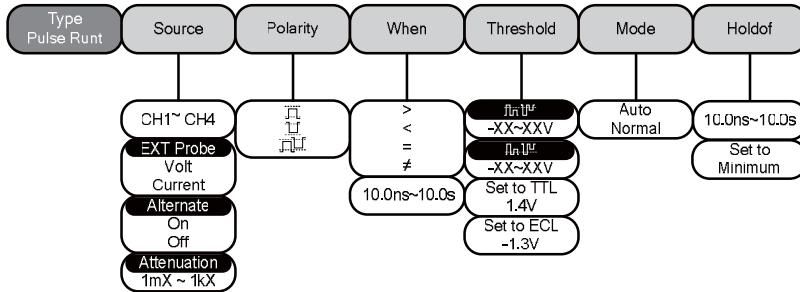 Type
Pulse Runt
Source
Polarity
When
Threshold
Mode
Holdof
CH1~ CH4
EXT Probe
Volt
Current
Alternate
On
Off
Attenuation
1mX ~ 1kX
>
<
=
≠
10.0ns~10.0s
-XX~XXV
-XX~XXV
Set to TTL
1.4V
Set to ECL
-1.3V
Auto
Normal
10.0ns~10.0s
Set to
Minimum